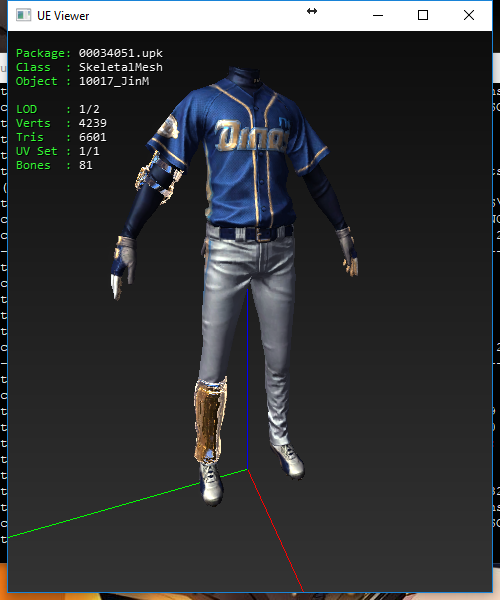 UE Viewer
Package: 00034051.upk
Class : SkeletalMesh
Object : 10017_JinM
LOD : 1/2
Verts : 4239
Tris : 6601
UV Set : 1/1
Bones : 81